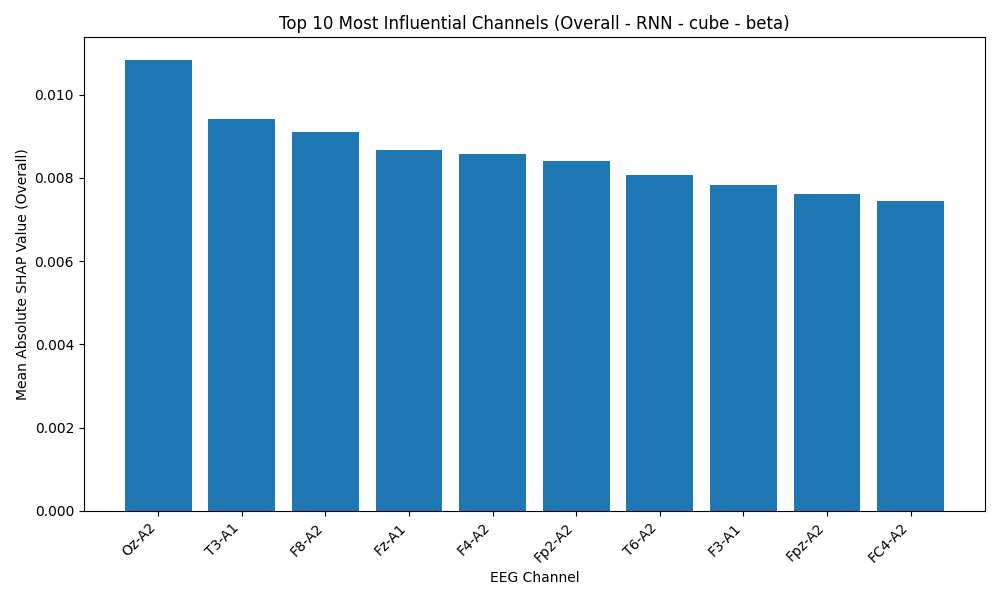 Top 10 Most Influential Channels (Overall - RNN - cube - beta)
Mean Absolute SHAP Value (Overall)
0.010
0.008
0.006
0.004
0.002
0.000
Oz-A2
T3-A1
F8-A2
Fz-A1
F4-A2
Fp2-A2
T6-A2
F3-A1
Fpz-A2
FC4-A2
EEG Channel